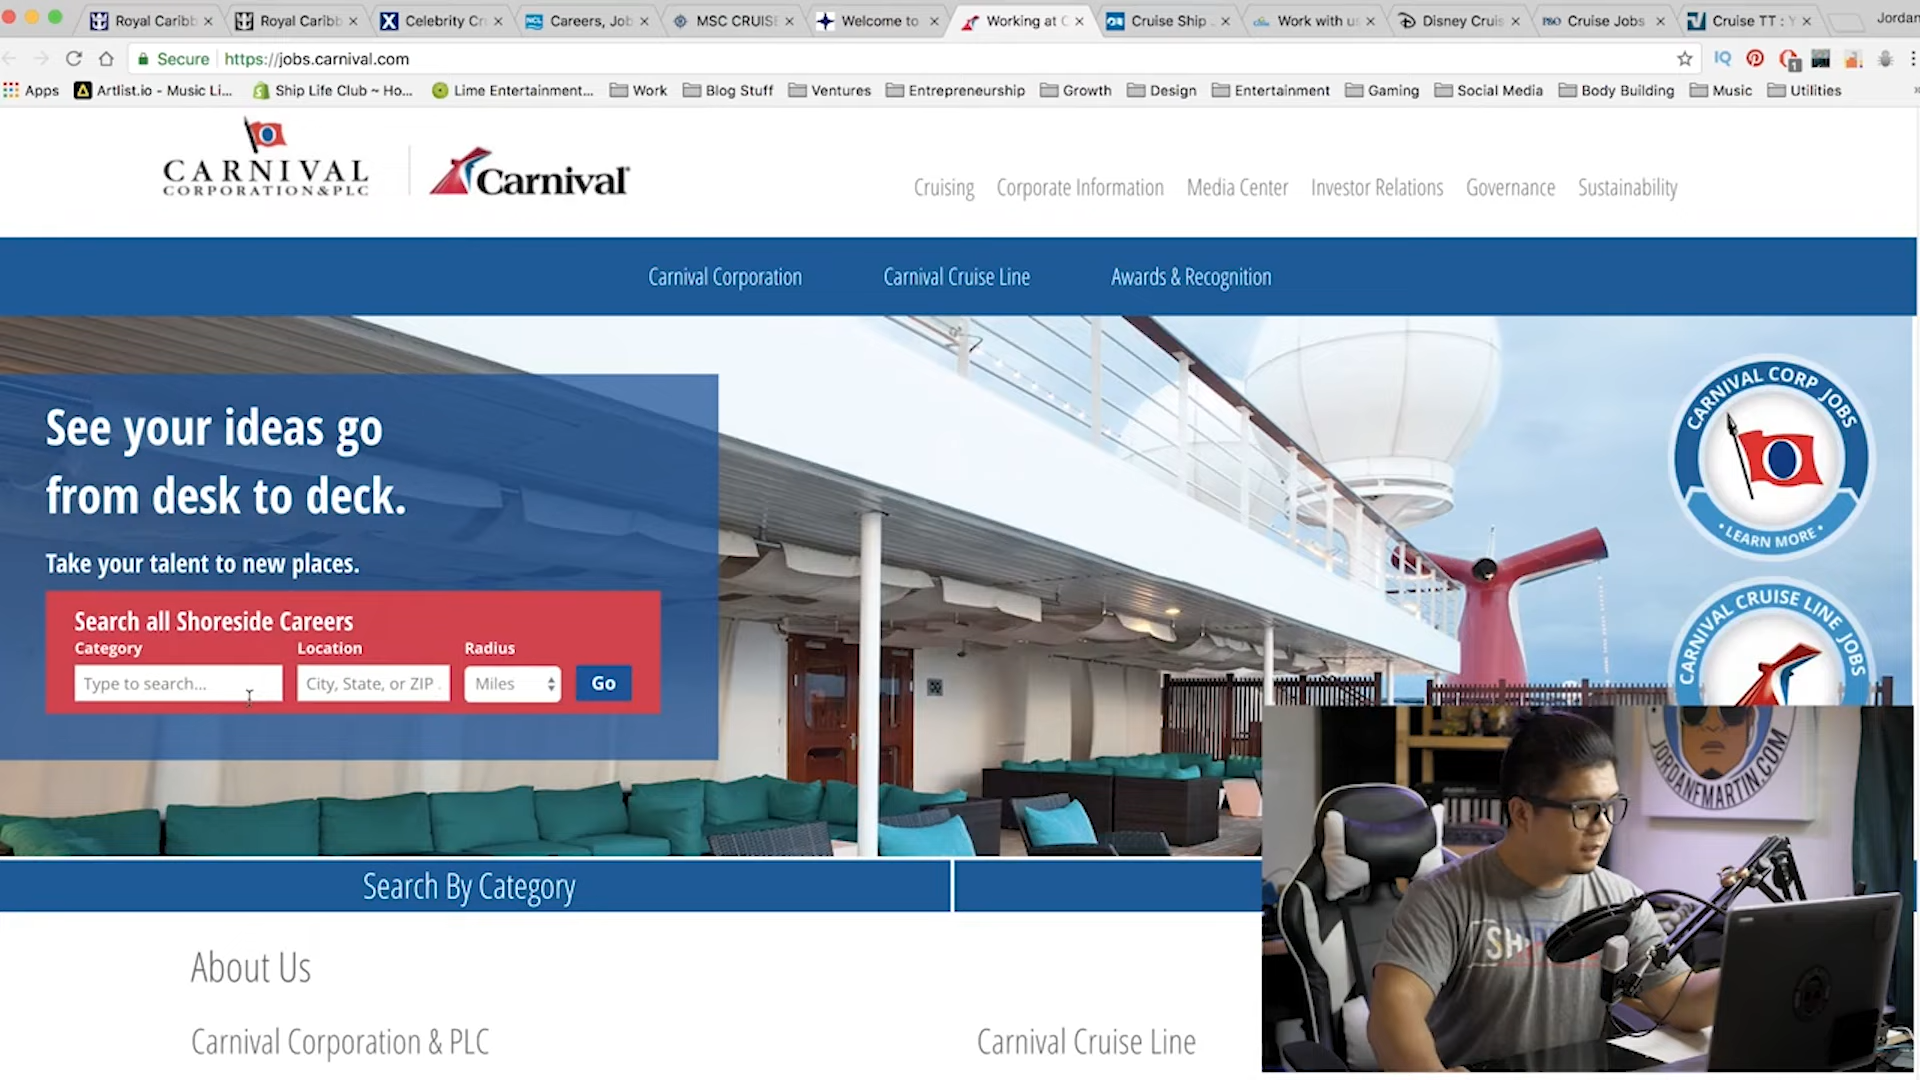 Royal Caribb
Royal Caribb
Celebrity Cr
Careers, Job
MSC CRUISE
Welcome to
Working at C
Cruise Ship
Work with us
Disney Cruis
Cruise Jobs
Cruise TT : Y
Jordan
Secure
https://jobs.carnival.com
Apps
Artlist.io - Music Li...
Ship Life Club ~ Ho...
Lime Entertainment...
Work
Blog Stuff
Ventures
Entrepreneurship
Growth
Design
Entertainment
Gaming
Social Media
Body Building
Music
Utilities
CARNIVAL
CORPORATION&PLC
Carnival
Cruising
Corporate Information
Media Center
Investor Relations
Governance
Sustainability
Carnival Corporation
Carnival Cruise Line
Awards & Recognition
See your ideas go
from desk to deck.
Take your talent to new places.
Search all Shoreside Careers
Category
Location
Radius
Type to search...
City, State, or ZIP
Miles
Go
CARNIVAL CORP JOBS
• LEARN MORE •
CARNIVAL CRUISE LINE JOBS
Search By Category
About Us
Carnival Corporation & PLC
Carnival Cruise Line
JORDANFMARTIN.COM